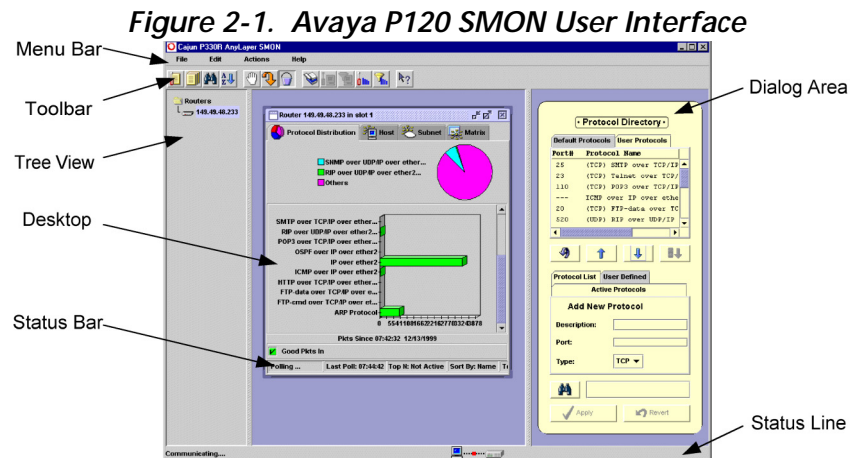 Figure 2-1. Avaya P120 SMON User Interface
Menu Bar
Toolbar
Tree View
Desktop
Status Bar
Cajun P330R AnyLayer SMON
File Edit Actions Help
Routers
149.49.48.233
Router 149.49.48.233 in slot 1
Protocol Distribution Host Subnet Matrix
SNMP over UDP/IP over ether...
RIP over UDP/IP over ether2...
Others
SMTP over TCP/IP over ether...
RIP over UDP/IP over ether2...
POP3 over TCP/IP over ether...
OSPF over IP over ether2
IP over ether2
ICMP over IP over ether2
HTTP over TCP/IP over ether...
FTP-data over TCP/IP over e...
FTP-cmd over TCP/IP over et...
ARP Protocol
Pkts Since 07:42:32 12/13/1999
Good Pkts In
Polling ... Last Poll: 07:44:42 Top N: Not Active Sort By: Name
Communicating....
Dialog Area
Protocol Directory
Default Protocols User Protocols
Port# Protocol Name
25 (TCP) SMTP over TCP/IP
23 (TCP) Telnet over TCP/
110 (TCP) POP3 over TCP/IP
--- ICMP over IP over ethe
20 (TCP) FTP-data over TC
520 (UDP) RIP over UDP/IP
Protocol List User Defined
Active Protocols
Add New Protocol
Description:
Port:
Type: TCP
Apply Revert
Status Line